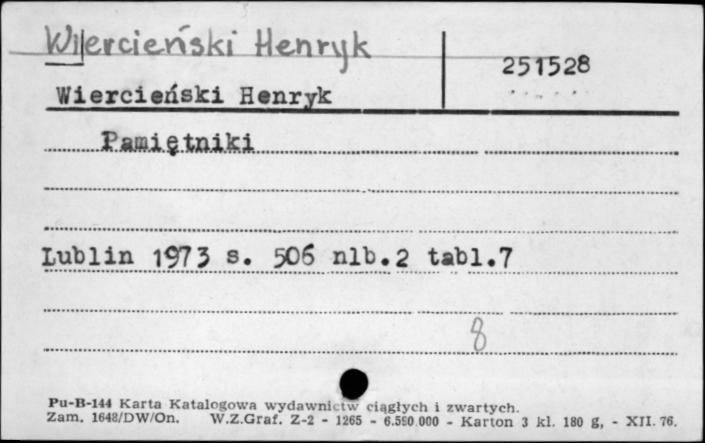 Wiercieński Henryk
251528
Wiercieński Henryk
Pamiętniki
Lublin 1973 s. 506 nlb.2 tabl.7
8
Pu-B-144 Karta Katalogowa wydawnictw ciągłych i zwartych.
Zam. 1648/DW/On. W.Z.Graf. Z-2 - 1265 - 6.590.000 - Karton 3 kl. 180 g, - XII. 76.